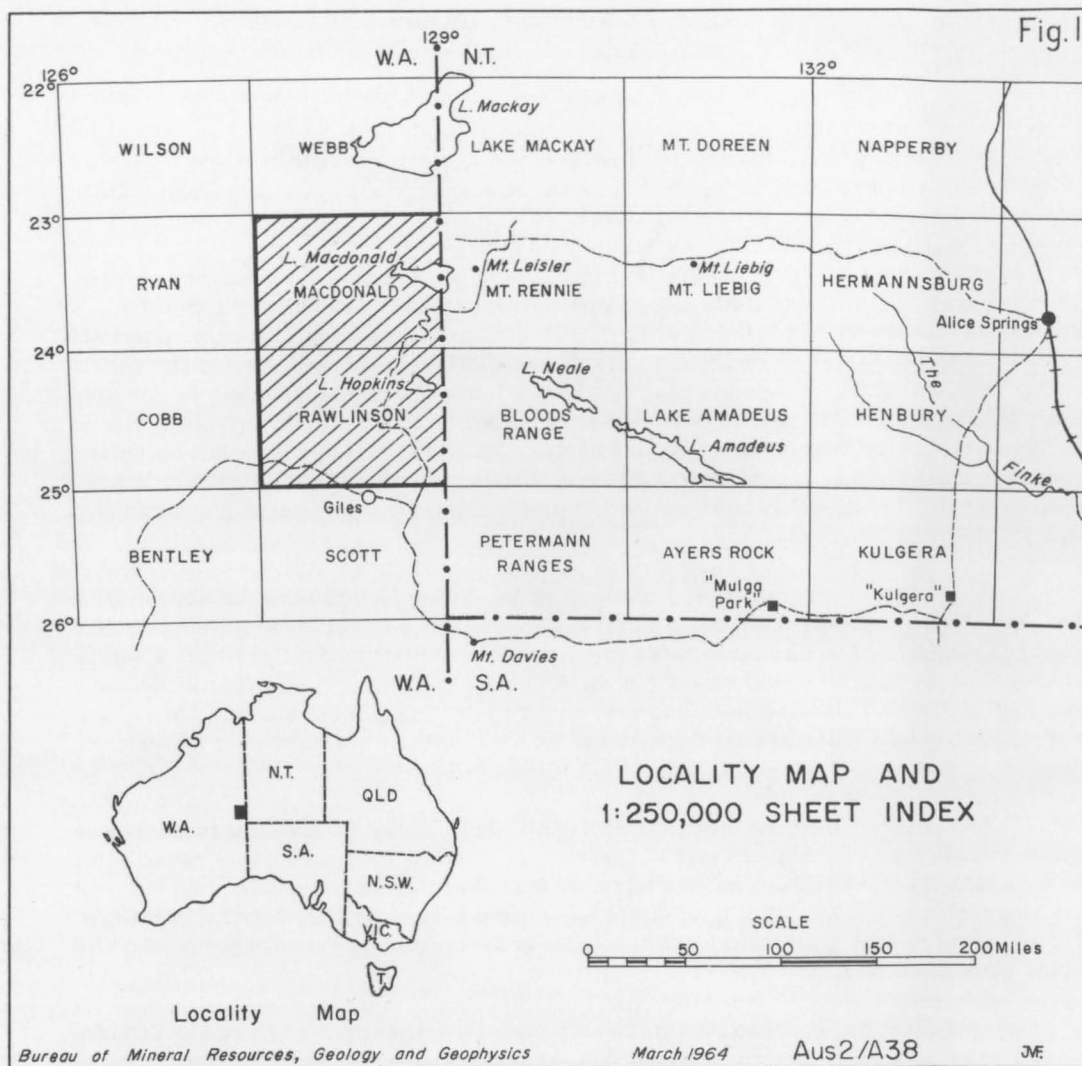 Fig. 1
126°
129°
132°
W.A. N.T.
22°
L. Mackay
WILSON WEBB LAKE MACKAY MT. DOREEN NAPPERBY
23°
L. Macdonald
Mt. Leisler
Mt. Liebig
RYAN MACDONALD MT. RENNIE MT. LIEBIG HERMANNSBURG
Alice Springs
24°
The
L. Hopkins
L. Neale
COBB RAWLINSON BLOODS RANGE LAKE AMADEUS HENBURY
L. Amadeus
Finke
25°
Giles
BENTLEY SCOTT PETERMANN RANGES AYERS ROCK KULGERA
"Mulga Park"
"Kulgera"
26°
Mt. Davies
W.A. S.A.
LOCALITY MAP AND
1:250,000 SHEET INDEX
N.T.
QLD
W.A.
S.A.
N.S.W.
VIC.
T.
SCALE
0 50 100 150 200 Miles
Locality Map
Bureau of Mineral Resources, Geology and Geophysics March 1964 Aus2/A38